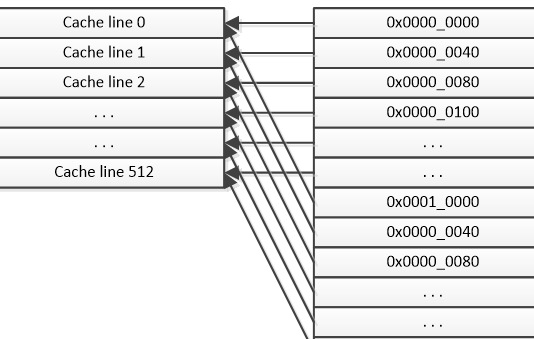 Cache line 0
Cache line 1
Cache line 2
. . .
. . .
Cache line 512
0x0000_0000
0x0000_0040
0x0000_0080
0x0000_0100
. . .
. . .
0x0001_0000
0x0000_0040
0x0000_0080
. . .
. . .